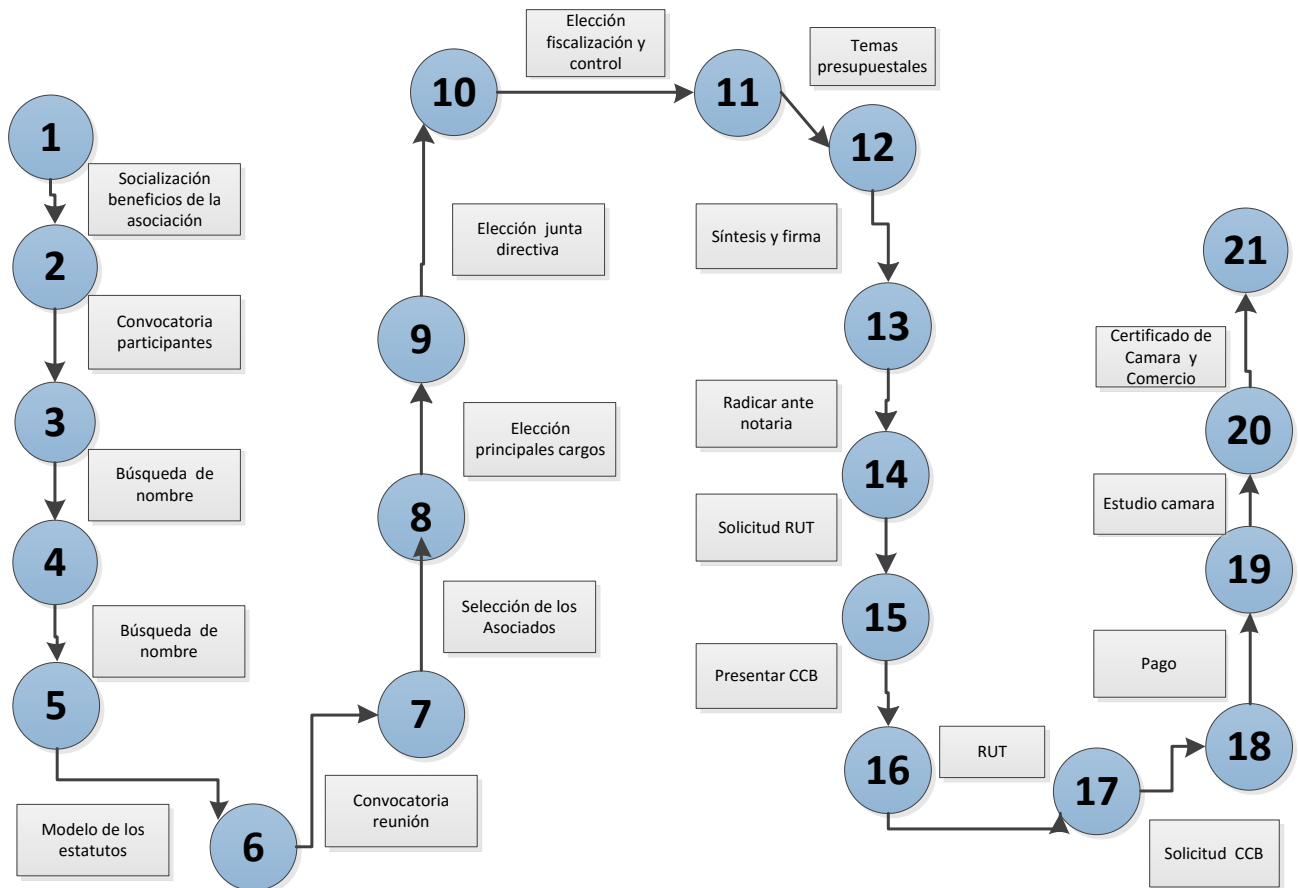 1
Socialización
beneficios de la
asociación
2
Convocatoria
participantes
3
Búsqueda de
nombre
4
Búsqueda de
nombre
5
Modelo de los
estatutos
6
Convocatoria
reunión
7
Selección de los
Asociados
8
Elección
principales cargos
9
Elección junta
directiva
10
Elección
fiscalización y
control
11
Temas
presupuestales
12
Síntesis y firma
13
Radicar ante
notaria
14
Solicitud RUT
15
Presentar CCB
16
RUT
17
Solicitud CCB
18
Pago
19
Estudio camara
20
Certificado de
Camara y
Comercio
21